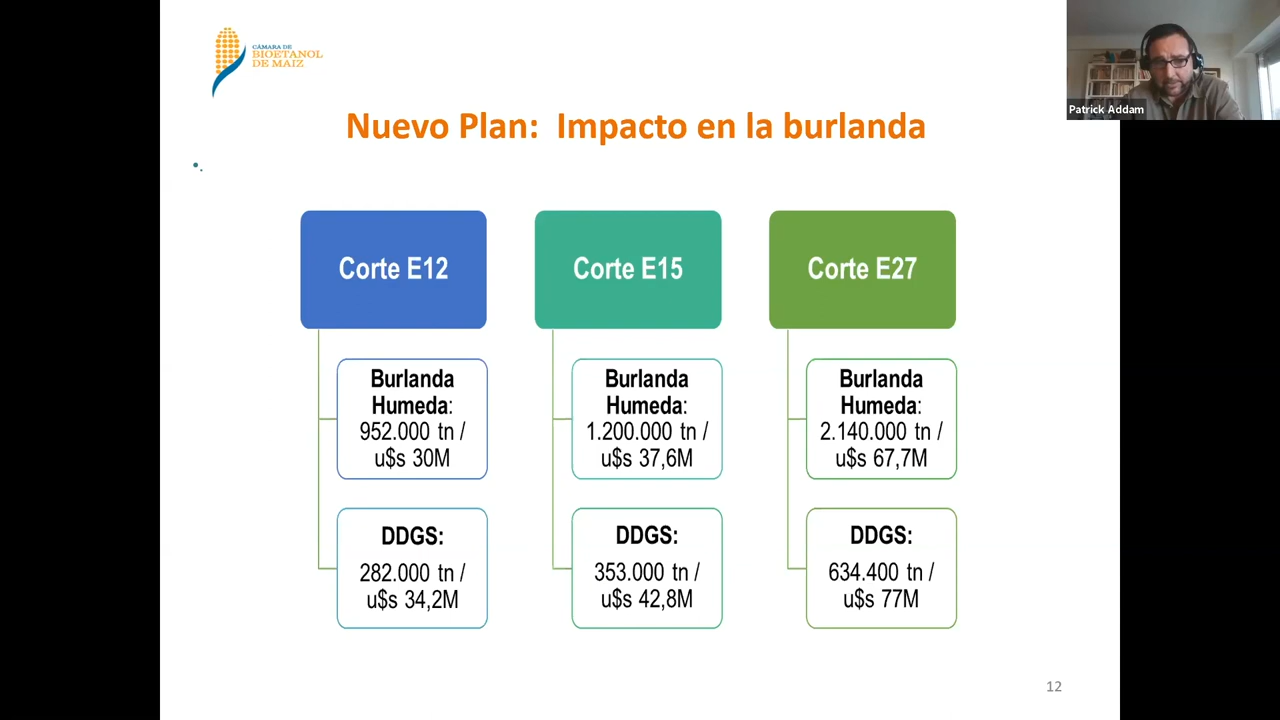 CÁMARA DE
BIOETANOL
DE MAIZ
Patrick Addam
Nuevo Plan:  Impacto en la burlanda
Corte E12
Burlanda
Humeda:
952.000 tn /
u$s 30M
DDGS:
282.000 tn /
u$s 34,2M
Corte E15
Burlanda
Humeda:
1.200.000 tn /
u$s 37,6M
DDGS:
353.000 tn /
u$s 42,8M
Corte E27
Burlanda
Humeda:
2.140.000 tn /
u$s 67,7M
DDGS:
634.400 tn /
u$s 77M
12